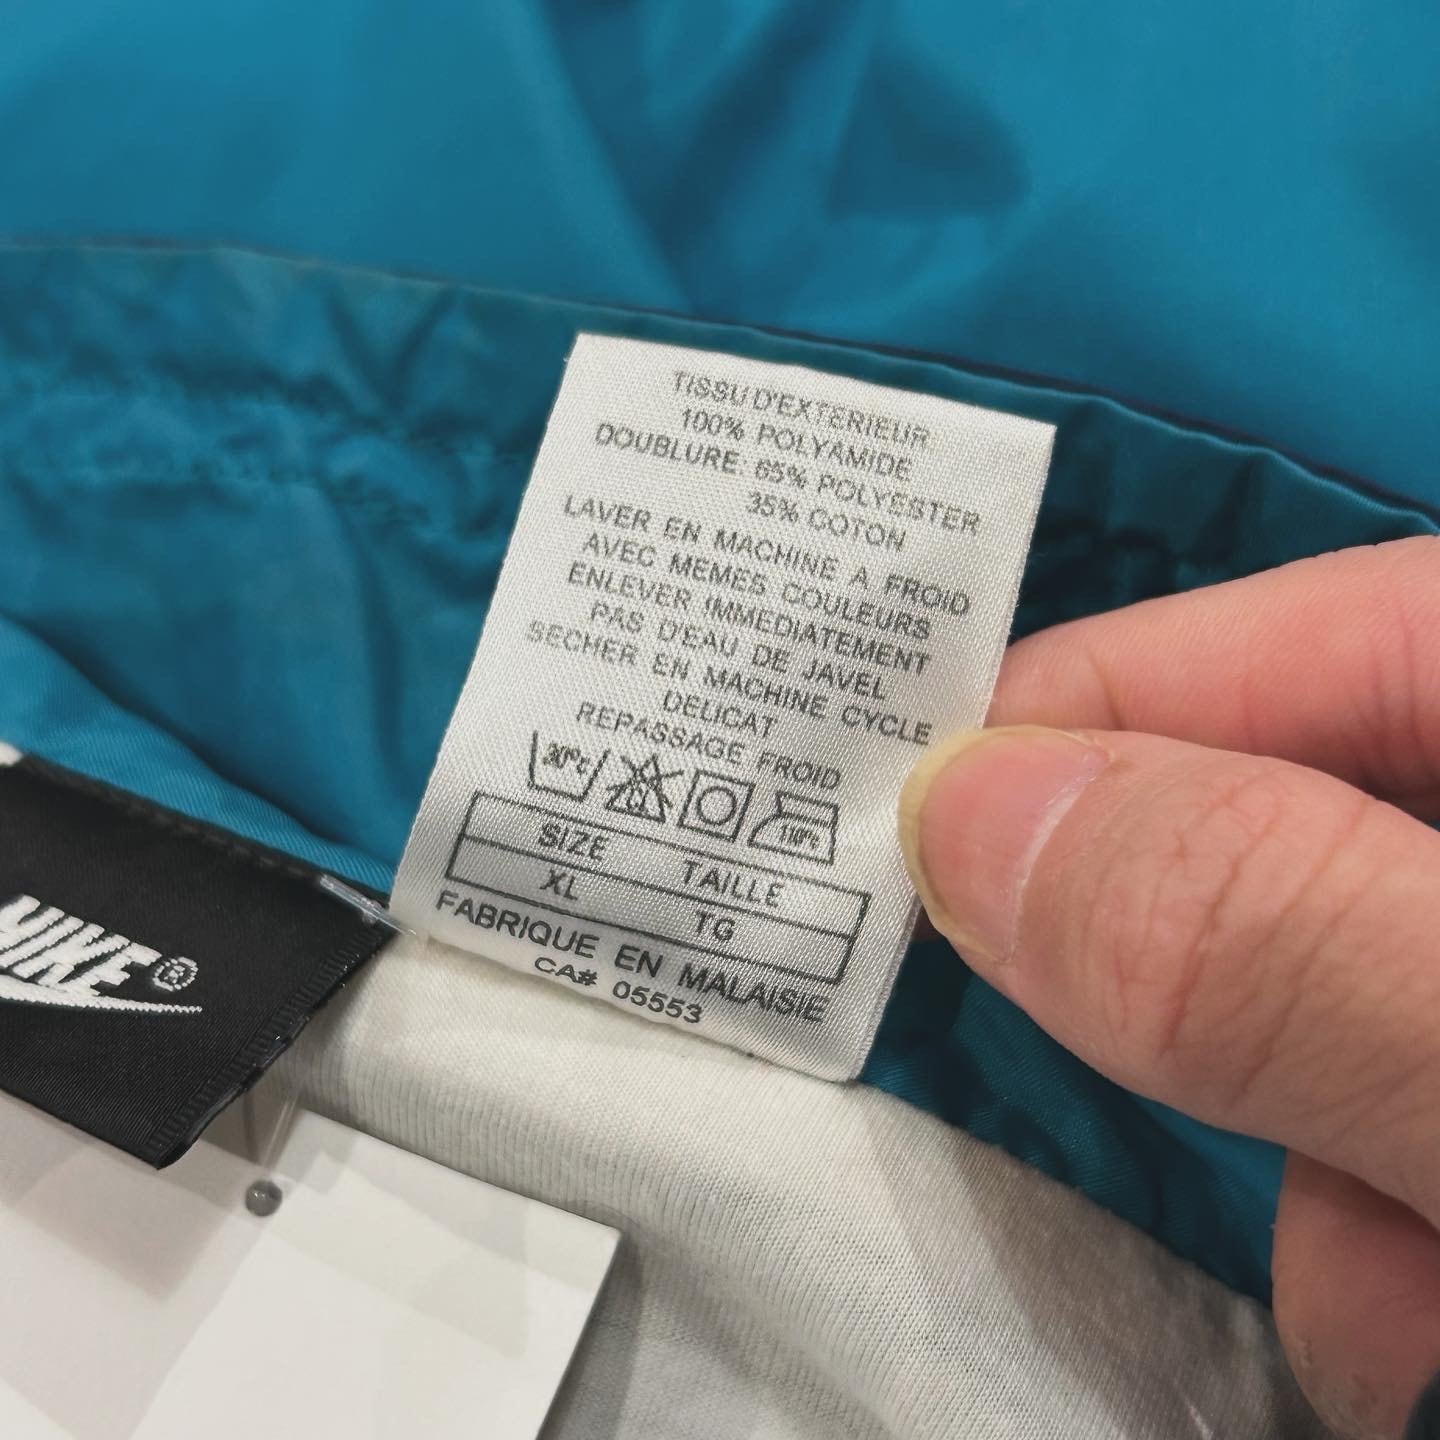 TISSU D'EXTERIEUR
100% POLYAMIDE
DOUBLURE: 65% POLYESTER
35% COTON
LAVER EN MACHINE A FROID
AVEC MEMES COULEURS
ENLEVER IMMEDIATEMENT
PAS D'EAU DE JAVEL
SECHER EN MACHINE CYCLE
DELICAT
REPASSAGE FROID
30°C 110°C
SIZE TAILLE
XL TG
FABRIQUE EN MALAISIE
CA# 05553
NIKE®